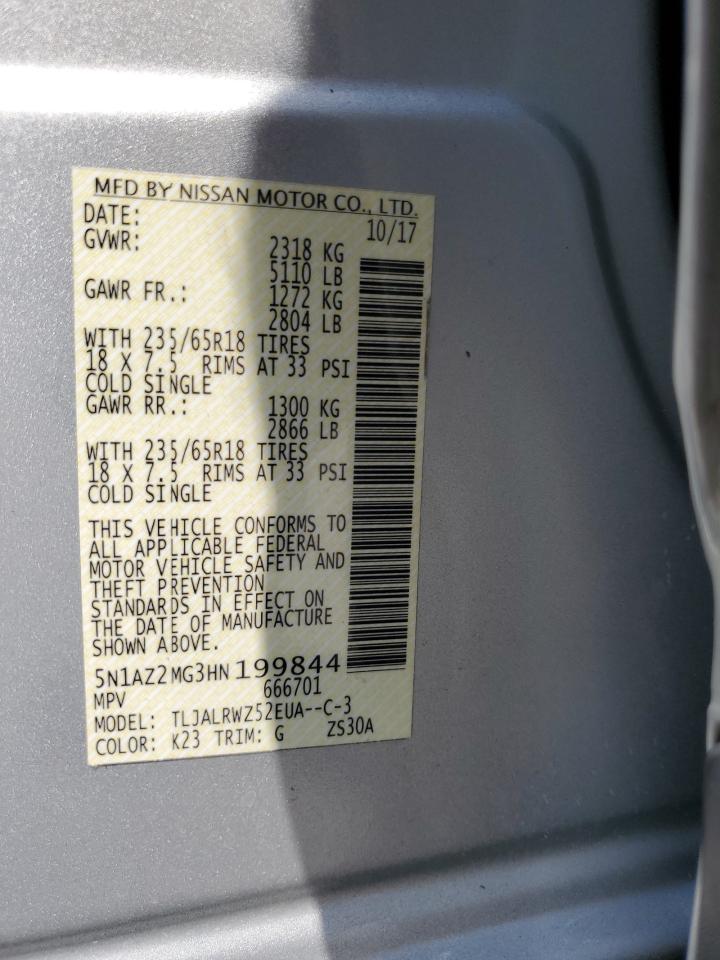 MFD BY NISSAN MOTOR CO., LTD.
DATE: 10/17
GVWR: 2318 KG
5110 LB
GAWR FR.: 1272 KG
2804 LB
WITH 235/65R18 TIRES
18 X 7.5 RIMS AT 33 PSI
COLD SINGLE
GAWR RR.: 1300 KG
2866 LB
WITH 235/65R18 TIRES
18 X 7.5 RIMS AT 33 PSI
COLD SINGLE
THIS VEHICLE CONFORMS TO
ALL APPLICABLE FEDERAL
MOTOR VEHICLE SAFETY AND
THEFT PREVENTION
STANDARDS IN EFFECT ON
THE DATE OF MANUFACTURE
SHOWN ABOVE.
5N1AZ2MG3HN199844
MPV 666701
MODEL: TLJALRWZ52EUA--C-3
COLOR: K23 TRIM: G ZS30A